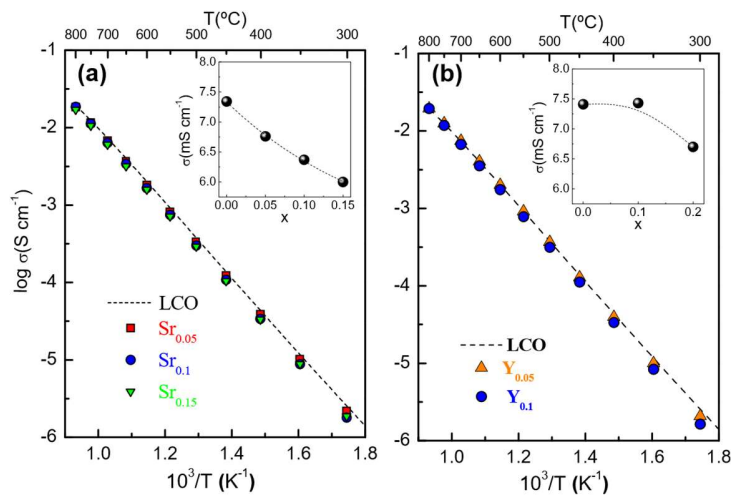 T(ºC)
800 700 600 500 400 300
(a)
-1
-2
-3
-4
-5
-6
log σ(S cm⁻¹)
1.0 1.2 1.4 1.6 1.8
10³/T (K⁻¹)
LCO
Sr0.05
Sr0.1
Sr0.15
σ(mS cm⁻¹)
8.0
7.5
7.0
6.5
6.0
0.00 0.05 0.10 0.15
x
T(ºC)
800 700 600 500 400 300
(b)
-1
-2
-3
-4
-5
-6
1.0 1.2 1.4 1.6 1.8
10³/T (K⁻¹)
LCO
Y0.05
Y0.1
σ(mS cm⁻¹)
8.0
7.5
7.0
6.5
6.0
0.0 0.1 0.2
x